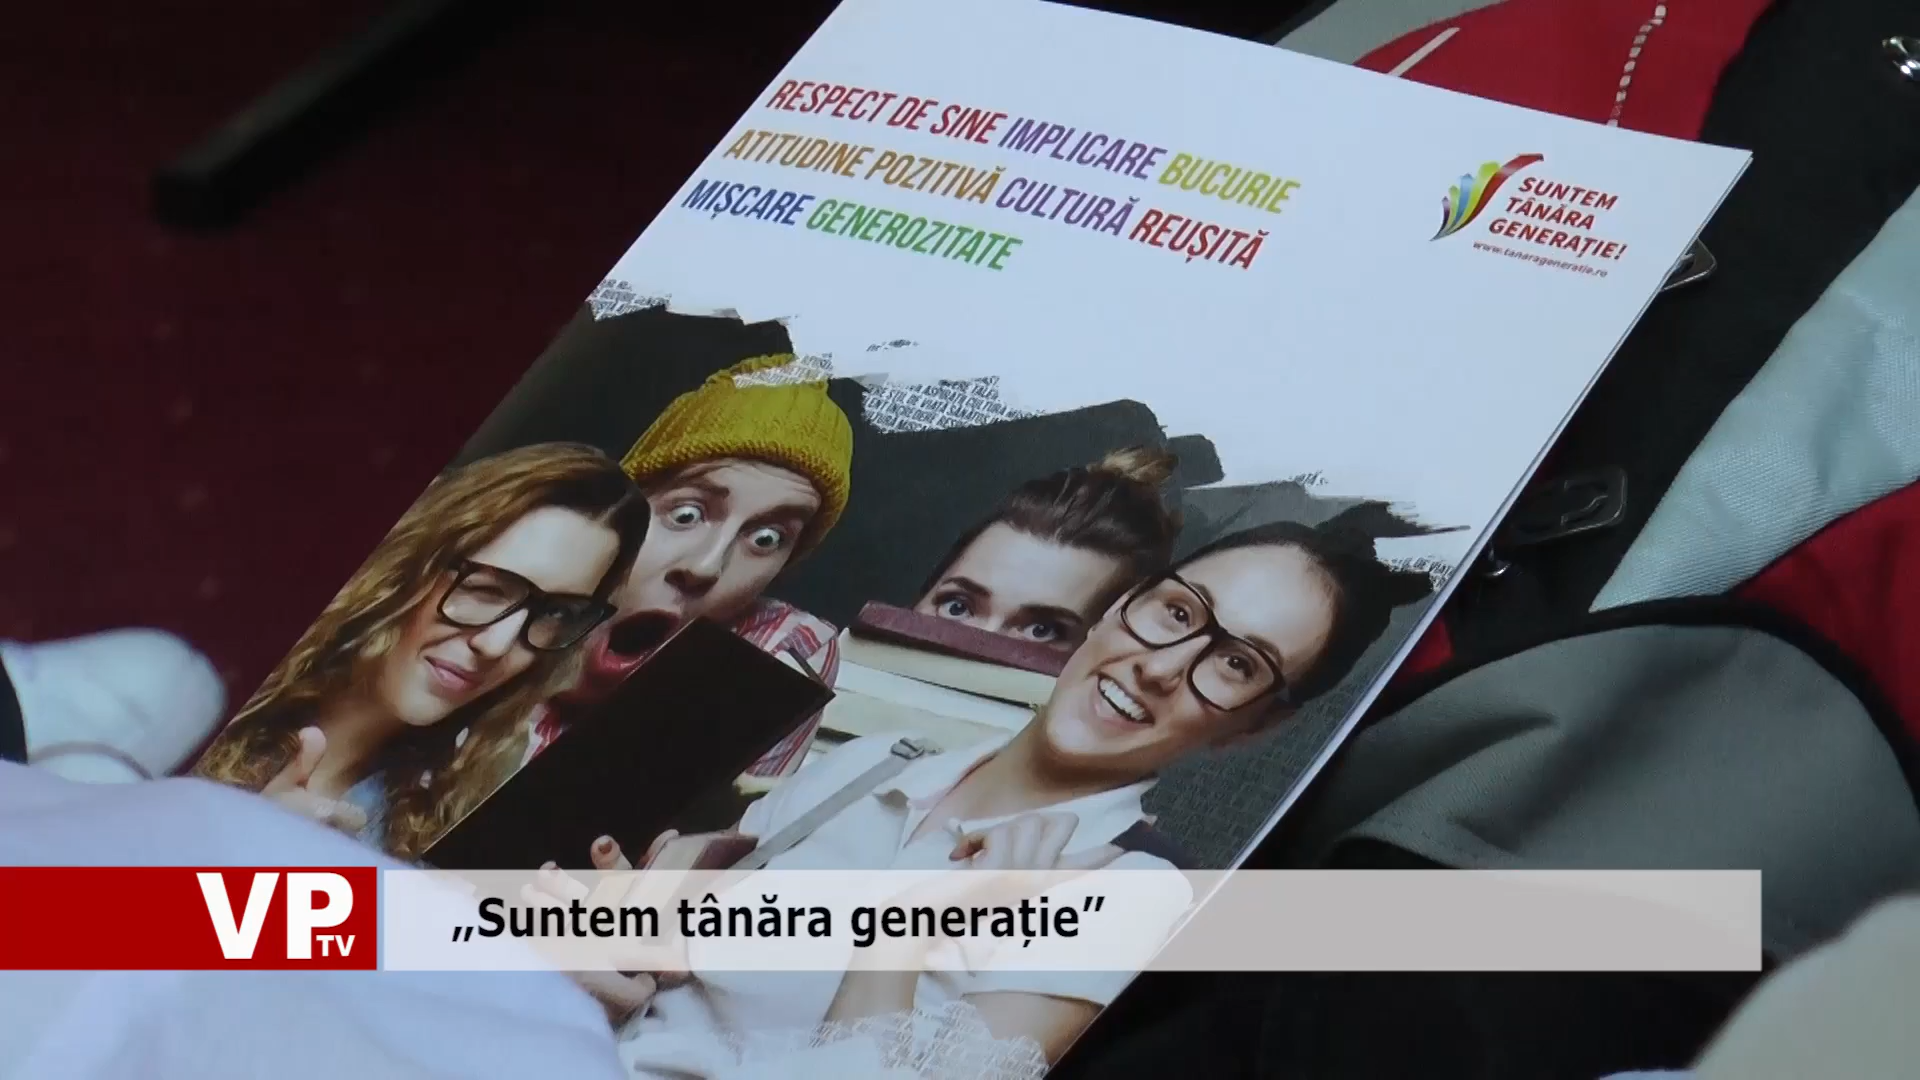 RESPECT DE SINE IMPLICARE BUCURIE
ATITUDINE POZITIVĂ CULTURĂ REUȘITĂ
MIȘCARE GENEROZITATE
SUNTEM
TÂNĂRA
GENERAȚIE!
www.tanarageneratie.ro
VP
TV
„Suntem tânăra generație”